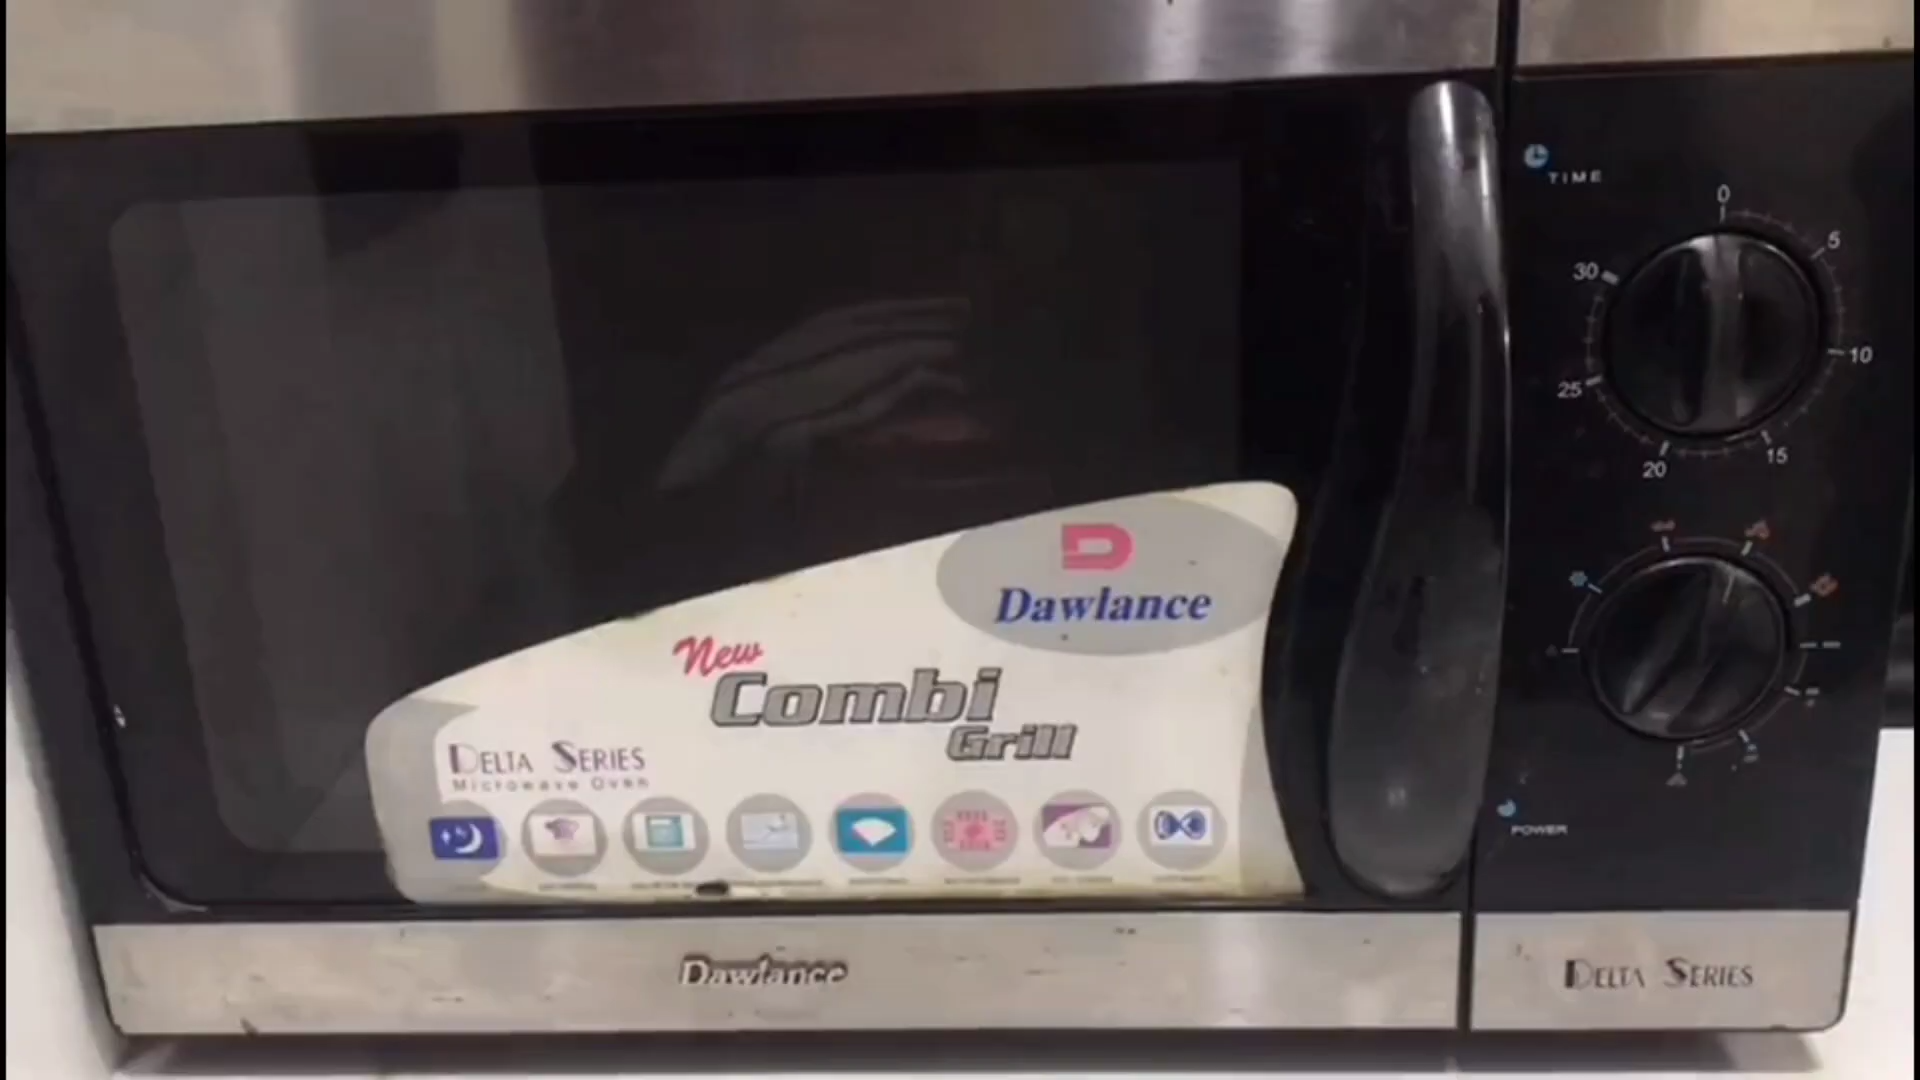 TIME
0
5
10
15
20
25
30
Dawlance
New
Combi
Grill
DELTA SERIES
Microwave Oven
POWER
Dawlance
DELTA SERIES